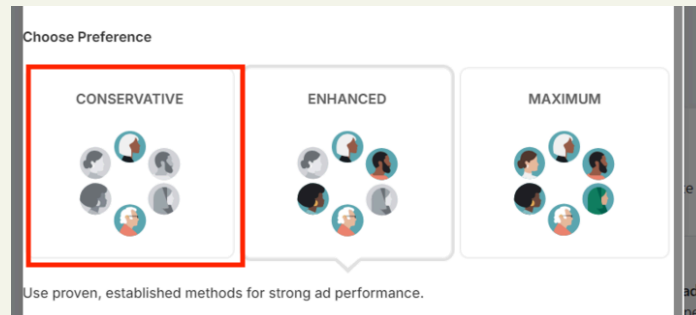 Choose Preference
CONSERVATIVE ENHANCED MAXIMUM
Use proven, established methods for strong ad performance.